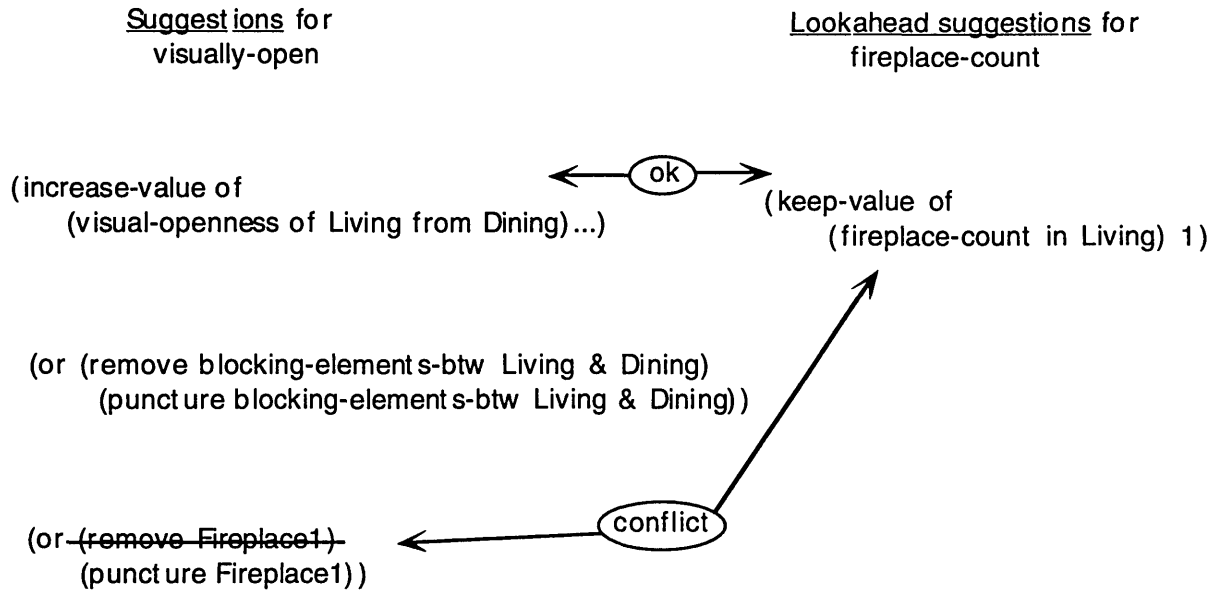 Suggestions for
visually-open
Lookahead suggestions for
fireplace-count
ok
(increase-value of
(visual-openness of Living from Dining)...)
(keep-value of
(fireplace-count in Living) 1)
(or (remove blocking-elements-btw Living & Dining)
(puncture blocking-elements-btw Living & Dining))
conflict
(or (remove Fireplace1)
(puncture Fireplace1))